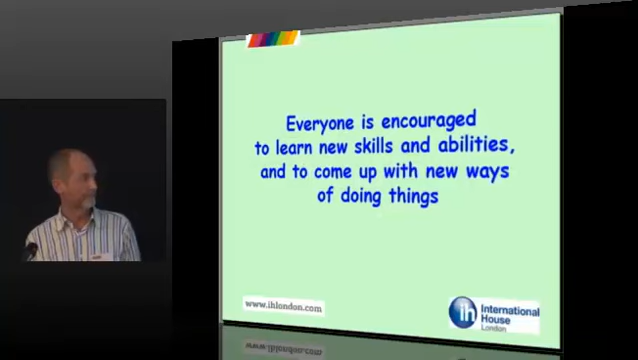 Everyone is encouraged
to learn new skills and abilities,
and to come up with new ways
of doing things
www.ihlondon.com
ih
International
House
London